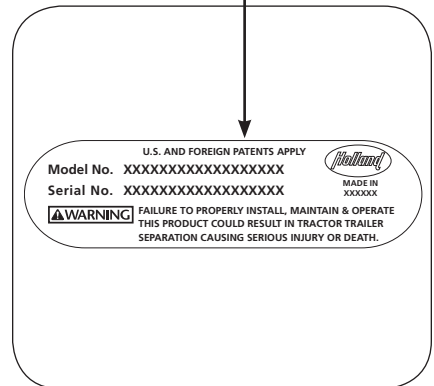 U.S. AND FOREIGN PATENTS APPLY
Holland
Model No. XXXXXXXXXXXXXXXXXX
Serial No. XXXXXXXXXXXXXXXXXX
MADE IN
XXXXXX
WARNING FAILURE TO PROPERLY INSTALL, MAINTAIN & OPERATE
THIS PRODUCT COULD RESULT IN TRACTOR TRAILER
SEPARATION CAUSING SERIOUS INJURY OR DEATH.